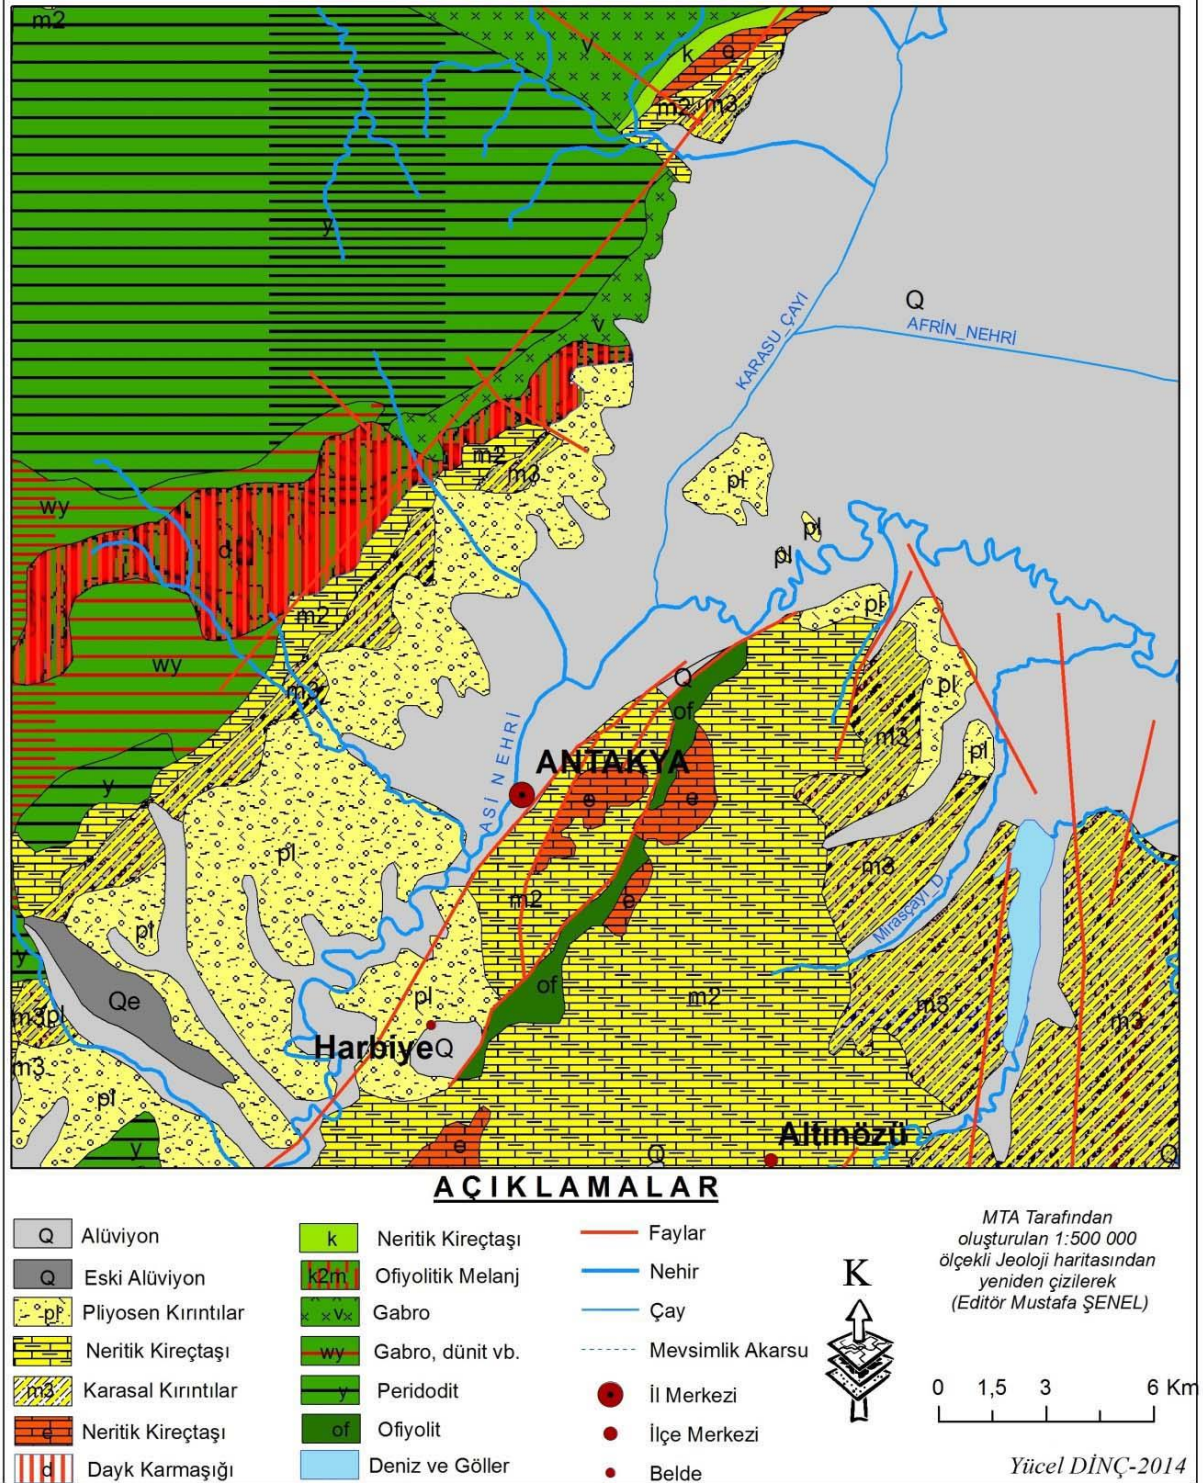 m2
v
k
e
m2
m3
y
Q
AFRİN_NEHRİ
KARASU_ÇAYI
v
m2
m3
pl
pl
pl
wy
d
m2
pl
wy
m3
Q
of
pl
m3
pl
ASİ NEHRİ
ANTAKYA
e
e
y
pl
m3
m2
e
Mirasçayı_D.
pl
y
Qe
pl
of
m2
m3
m3
m3pl
Harbiye
Q
m3
pl
y
e
Q
Altınözü
Q
AÇIKLAMALAR
Q Alüviyon
Q Eski Alüviyon
pl Pliyosen Kırıntılar
Neritik Kireçtaşı
m3 Karasal Kırıntılar
e Neritik Kireçtaşı
d Dayk Karmaşığı
k Neritik Kireçtaşı
k2m Ofiyolitik Melanj
v Gabro
wy Gabro, dünit vb.
y Peridodit
of Ofiyolit
Deniz ve Göller
Faylar
Nehir
Çay
Mevsimlik Akarsu
İl Merkezi
İlçe Merkezi
Belde
K
MTA Tarafından
oluşturulan 1:500 000
ölçekli Jeoloji haritasından
yeniden çizilerek
(Editör Mustafa ŞENEL)
0 1,5 3 6 Km
Yücel DİNÇ-2014